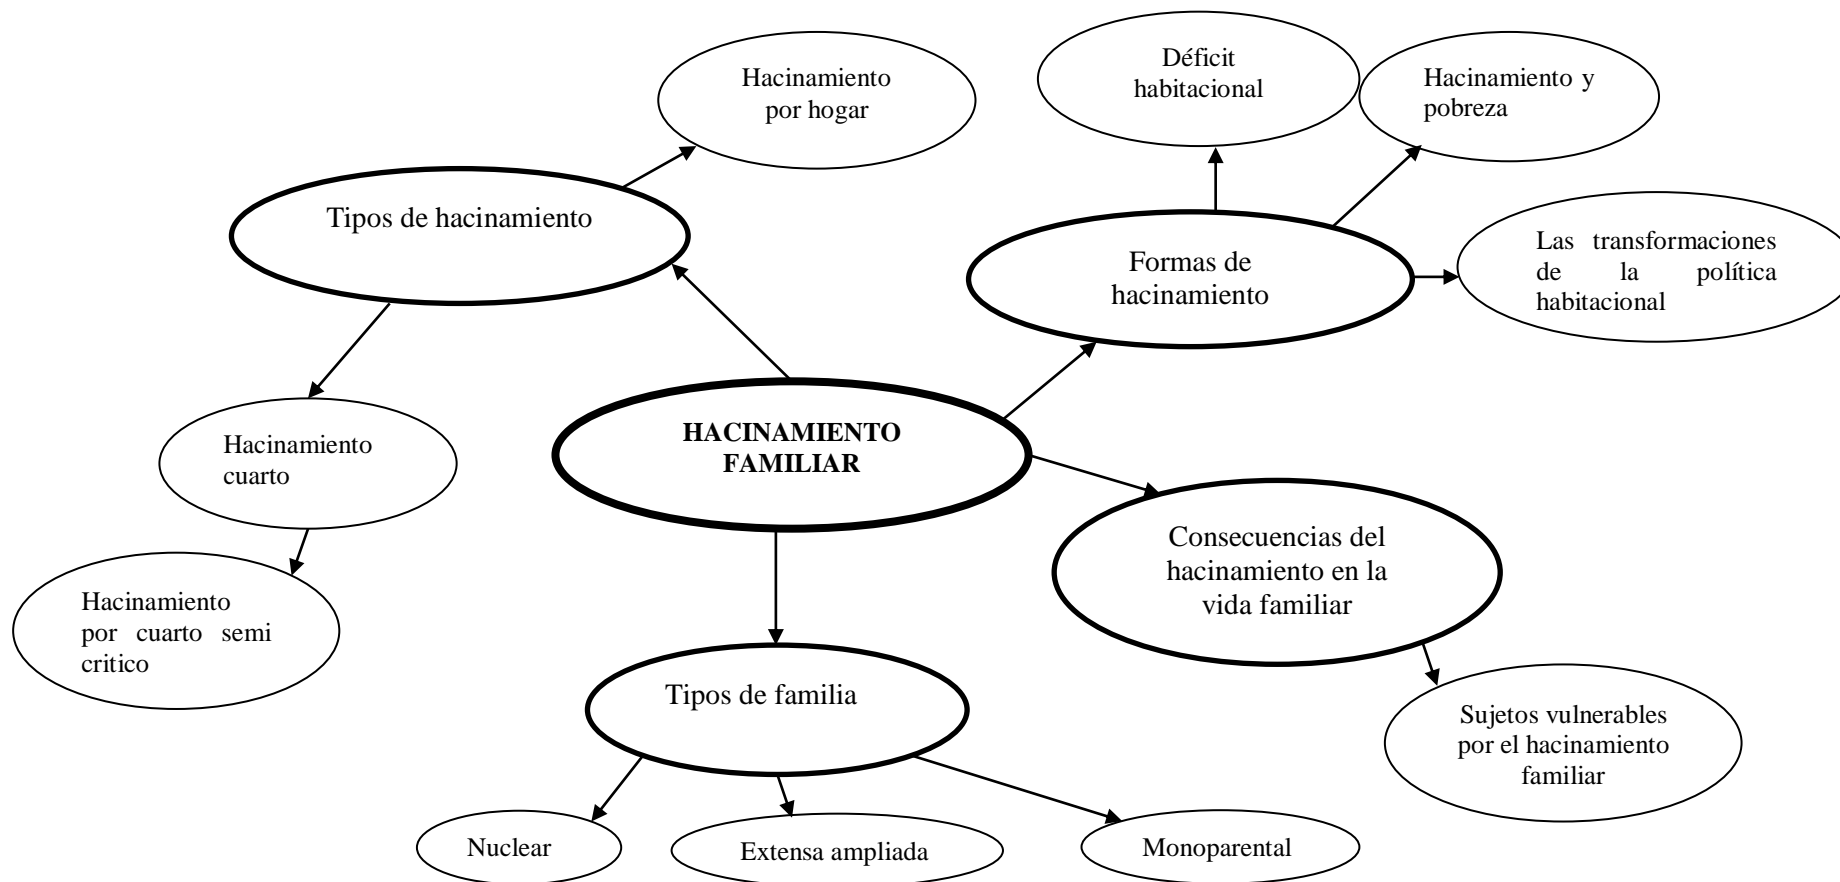 Hacinamiento
por hogar
Déficit
habitacional
Hacinamiento y
pobreza
Tipos de hacinamiento
Formas de
hacinamiento
Las transformaciones
de la política
habitacional
Hacinamiento
cuarto
HACINAMIENTO
FAMILIAR
Consecuencias del
hacinamiento en la
vida familiar
Hacinamiento
por cuarto semi
critico
Tipos de familia
Sujetos vulnerables
por el hacinamiento
familiar
Nuclear
Extensa ampliada
Monoparental